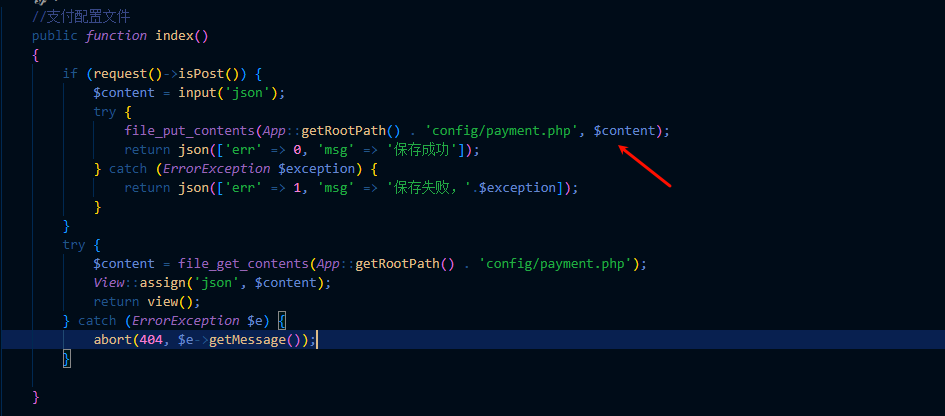 //支付配置文件
public function index()
{
if (request()->isPost()) {
$content = input('json');
try {
file_put_contents(App::getRootPath() . 'config/payment.php', $content);
return json(['err' => 0, 'msg' => '保存成功']);
} catch (ErrorException $exception) {
return json(['err' => 1, 'msg' => '保存失败，'.$exception]);
}
}
try {
$content = file_get_contents(App::getRootPath() . 'config/payment.php');
View::assign('json', $content);
return view();
} catch (ErrorException $e) {
abort(404, $e->getMessage());
}
}